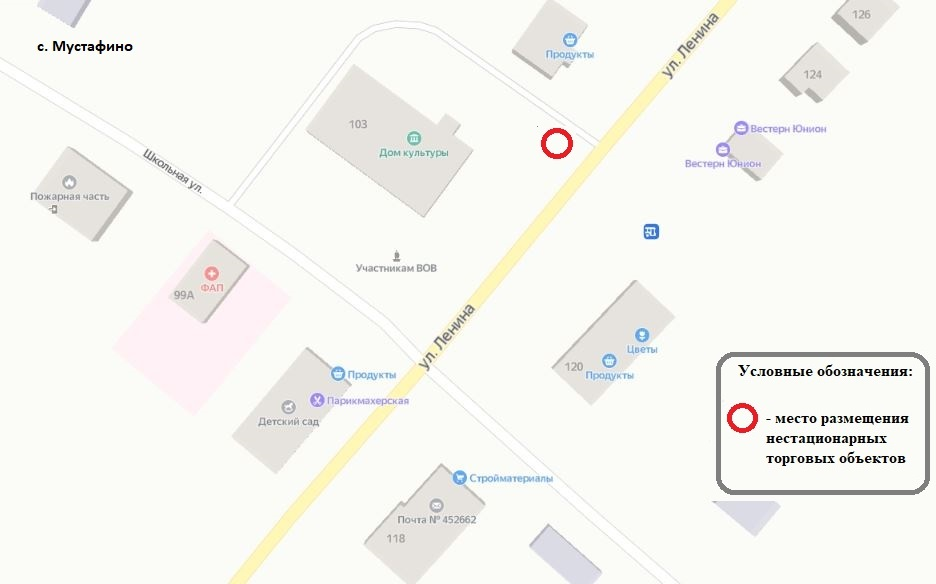 126
с. Мустафино
ул. Ленина
Продукты
124
103
Вестерн Юнион
Дом культуры
Вестерн Юнион
Школьная ул.
Пожарная часть
Участникам ВОВ
ФАП
99А
ул. Ленина
Цветы
120
Продукты
Продукты
Парикмахерская
Детский сад
Условные обозначения:
- место размещения
нестационарных
торговых объектов
Стройматериалы
Почта № 452662
118